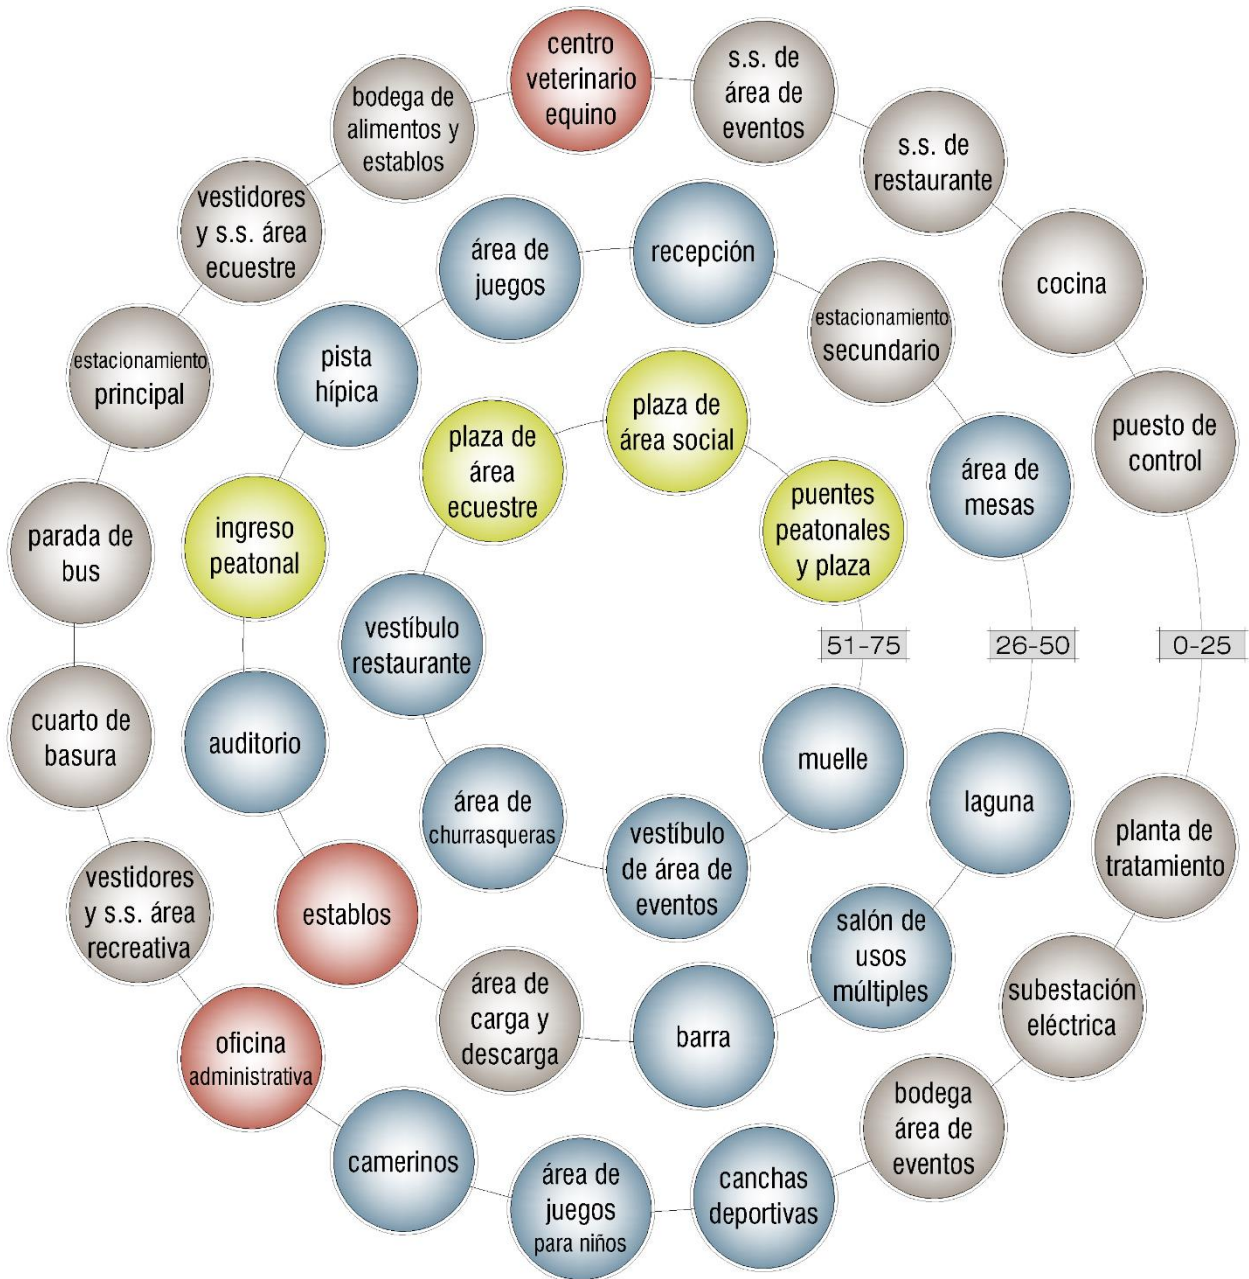 centro
veterinario
equino
s.s. de
área de
eventos
s.s. de
restaurante
cocina
puesto de
control
bodega de
alimentos y
establos
vestidores
y s.s. área
ecuestre
estacionamiento
principal
parada de
bus
cuarto de
basura
vestidores
y s.s. área
recreativa
oficina
administrativa
camerinos
área de
juegos
para niños
canchas
deportivas
bodega
área de
eventos
subestación
eléctrica
planta de
tratamiento
área de
juegos
recepción
estacionamiento
secundario
área de
mesas
pista
hípica
ingreso
peatonal
auditorio
establos
área de
carga y
descarga
barra
salón de
usos
múltiples
laguna
plaza de
área
ecuestre
plaza de
área social
puentes
peatonales
y plaza
vestíbulo
restaurante
área de
churrasqueras
vestíbulo
de área de
eventos
muelle
51-75
26-50
0-25